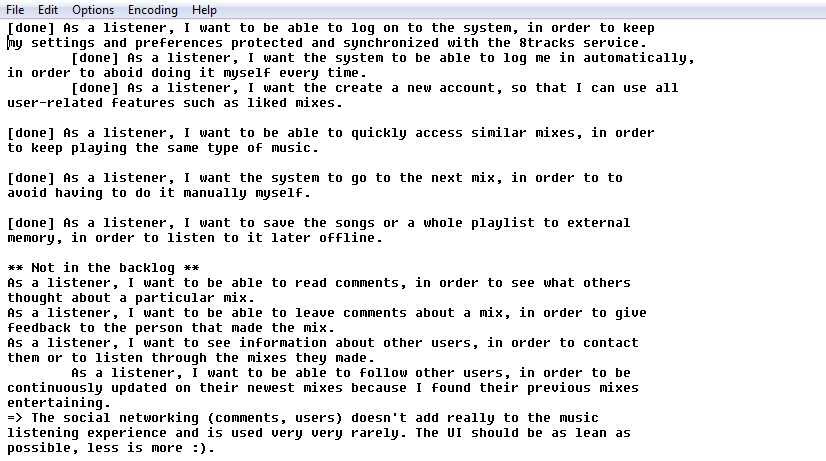 File Edit Options Encoding Help
[done] As a listener, I want to be able to log on to the system, in order to keep
my settings and preferences protected and synchronized with the 8tracks service.
[done] As a listener, I want the system to be able to log me in automatically,
in order to aboid doing it myself every time.
[done] As a listener, I want the create a new account, so that I can use all
user-related features such as liked mixes.
[done] As a listener, I want to be able to quickly access similar mixes, in order
to keep playing the same type of music.
[done] As a listener, I want the system to go to the next mix, in order to to
avoid having to do it manually myself.
[done] As a listener, I want to save the songs or a whole playlist to external
memory, in order to listen to it later offline.
** Not in the backlog **
As a listener, I want to be able to read comments, in order to see what others
thought about a particular mix.
As a listener, I want to be able to leave comments about a mix, in order to give
feedback to the person that made the mix.
As a listener, I want to see information about other users, in order to contact
them or to listen through the mixes they made.
As a listener, I want to be able to follow other users, in order to be
continuously updated on their newest mixes because I found their previous mixes
entertaining.
=> The social networking (comments, users) doesn't add really to the music
listening experience and is used very very rarely. The UI should be as lean as
possible, less is more :).